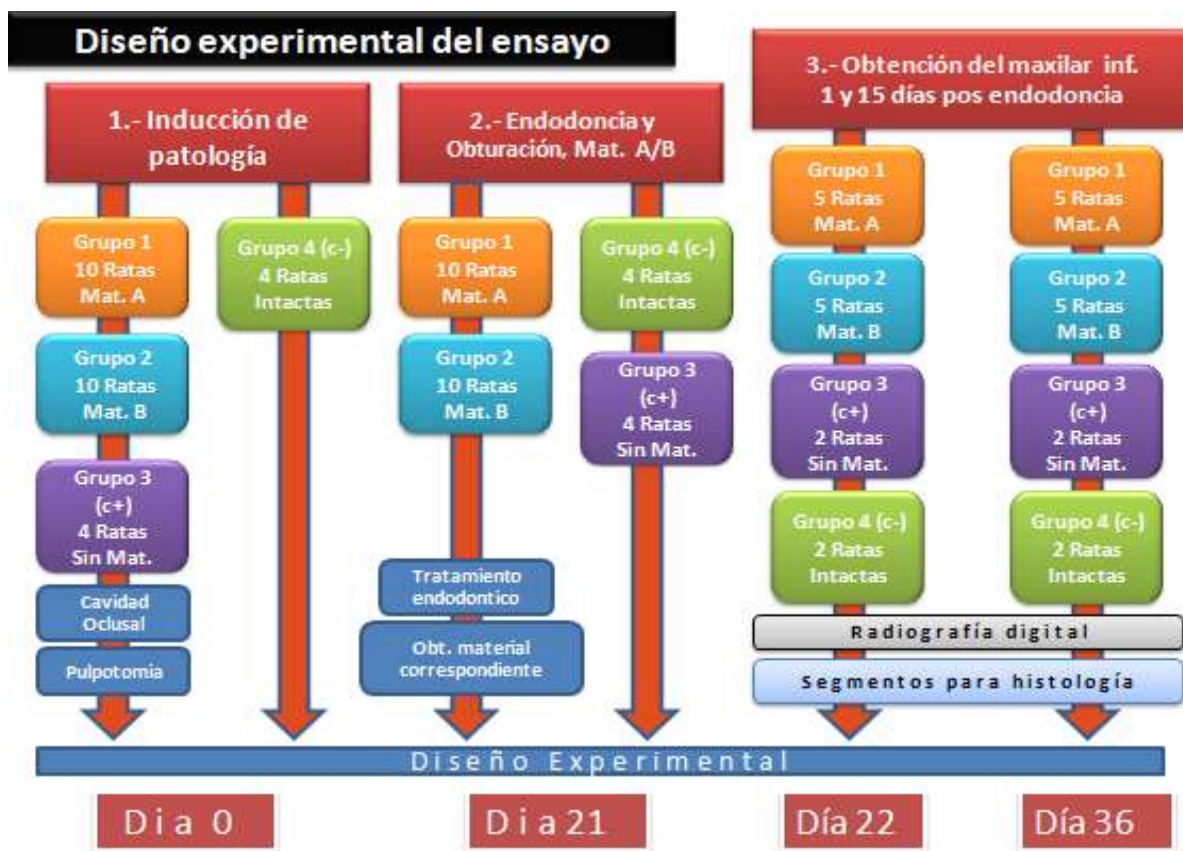 Diseño experimental del ensayo
1.- Inducción de
patología
Grupo 1
10 Ratas
Mat. A
Grupo 2
10 Ratas
Mat. B
Grupo 3
(c+)
4 Ratas
Sin Mat.
Cavidad
Oclusal
Pulpotomia
Grupo 4 (c-)
4 Ratas
Intactas
2.- Endodoncia y
Obturación, Mat. A/B
Grupo 1
10 Ratas
Mat. A
Grupo 2
10 Ratas
Mat. B
Tratamiento
endodontico
Obt. material
correspondiente
Grupo 4 (c-)
4 Ratas
Intactas
Grupo 3
(c+)
4 Ratas
Sin Mat.
3.- Obtención del maxilar inf.
1 y 15 días pos endodoncia
Grupo 1
5 Ratas
Mat. A
Grupo 2
5 Ratas
Mat. B
Grupo 3
(c+)
2 Ratas
Sin Mat.
Grupo 4 (c-)
2 Ratas
Intactas
Grupo 1
5 Ratas
Mat. A
Grupo 2
5 Ratas
Mat. B
Grupo 3
(c+)
2 Ratas
Sin Mat.
Grupo 4 (c-)
2 Ratas
Intactas
Radiografía digital
Segmentos para histología
Diseño Experimental
Dia 0
Dia 21
Día 22
Día 36